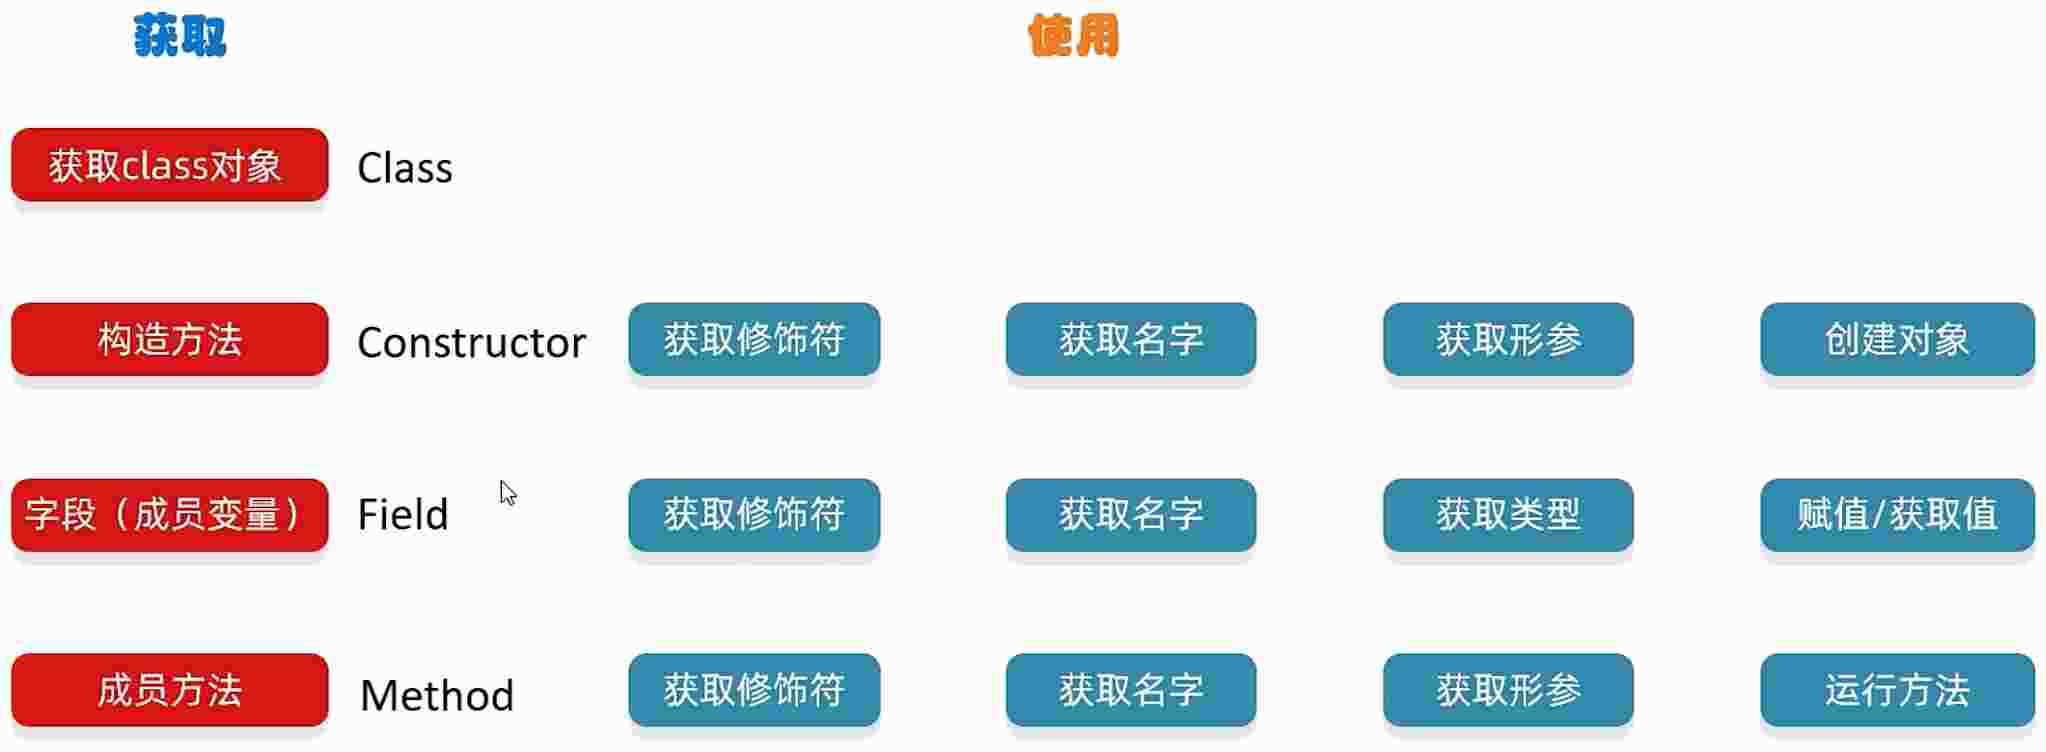 获取 使用
获取class对象 Class
构造方法 Constructor 获取修饰符 获取名字 获取形参 创建对象
字段（成员变量） Field 获取修饰符 获取名字 获取类型 赋值/获取值
成员方法 Method 获取修饰符 获取名字 获取形参 运行方法